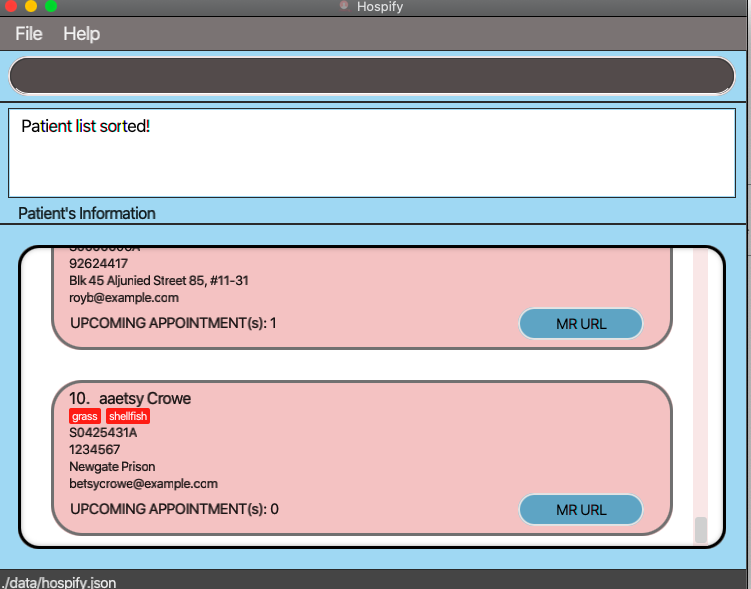 Hospify
File Help
Patient list sorted!
Patient's Information
92624417
Blk 45 Aljunied Street 85, #11-31
royb@example.com
UPCOMING APPOINTMENT(s): 1
MR URL
10. aaetsy Crowe
grass shellfish
S0425431A
1234567
Newgate Prison
betsycrowe@example.com
UPCOMING APPOINTMENT(s): 0
MR URL
./data/hospify.json